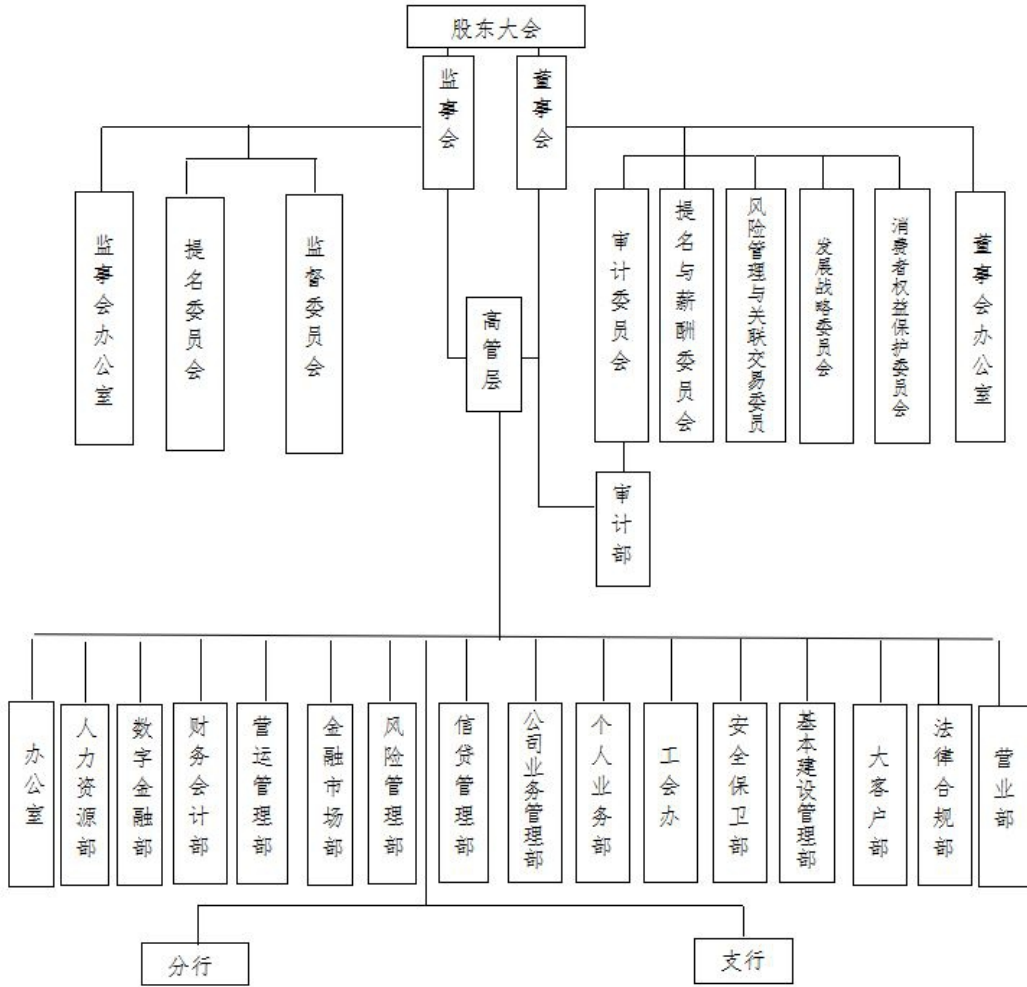 股东大会
监事会
董事会
监事会办公室
提名委员会
监督委员会
高管层
审计委员会
提名与薪酬委员会
风险管理与关联交易委员
发展战略委员会
消费者权益保护委员会
董事会办公室
审计部
办公室
人力资源部
数字金融部
财务会计部
营运管理部
金融市场部
风险管理部
信贷管理部
公司业务管理部
个人业务部
工会办
安全保卫部
基本建设管理部
大客户部
法律合规部
营业部
分行
支行